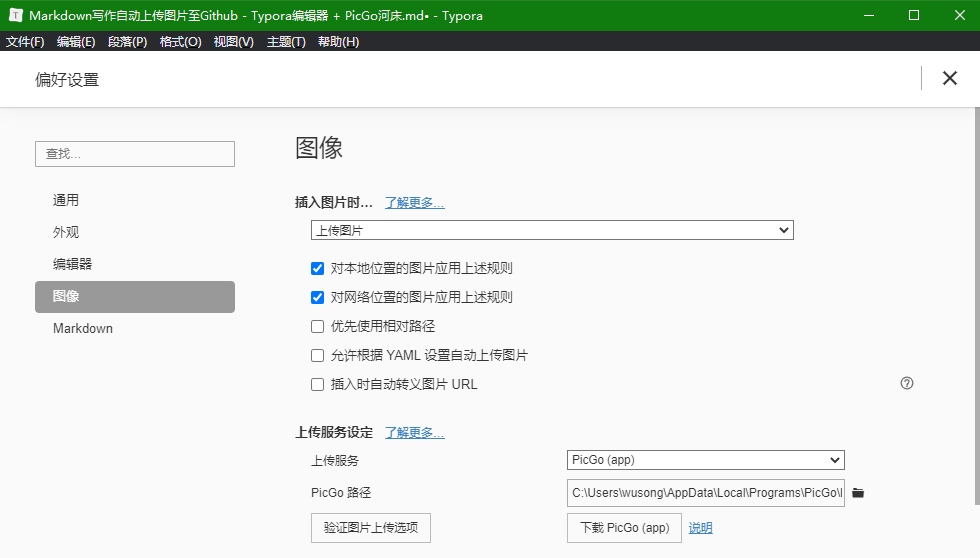 Markdown写作自动上传图片至Github - Typora编辑器 + PicGo河床.md• - Typora
文件(F) 编辑(E) 段落(P) 格式(O) 视图(V) 主题(T) 帮助(H)
偏好设置
查找...
通用
外观
编辑器
图像
Markdown
图像
插入图片时... 了解更多...
上传图片
对本地位置的图片应用上述规则
对网络位置的图片应用上述规则
优先使用相对路径
允许根据 YAML 设置自动上传图片
插入时自动转义图片 URL
上传服务设定 了解更多...
上传服务 PicGo (app)
PicGo 路径 C:\Users\wusong\AppData\Local\Programs\PicGo\
验证图片上传选项 下载 PicGo (app) 说明